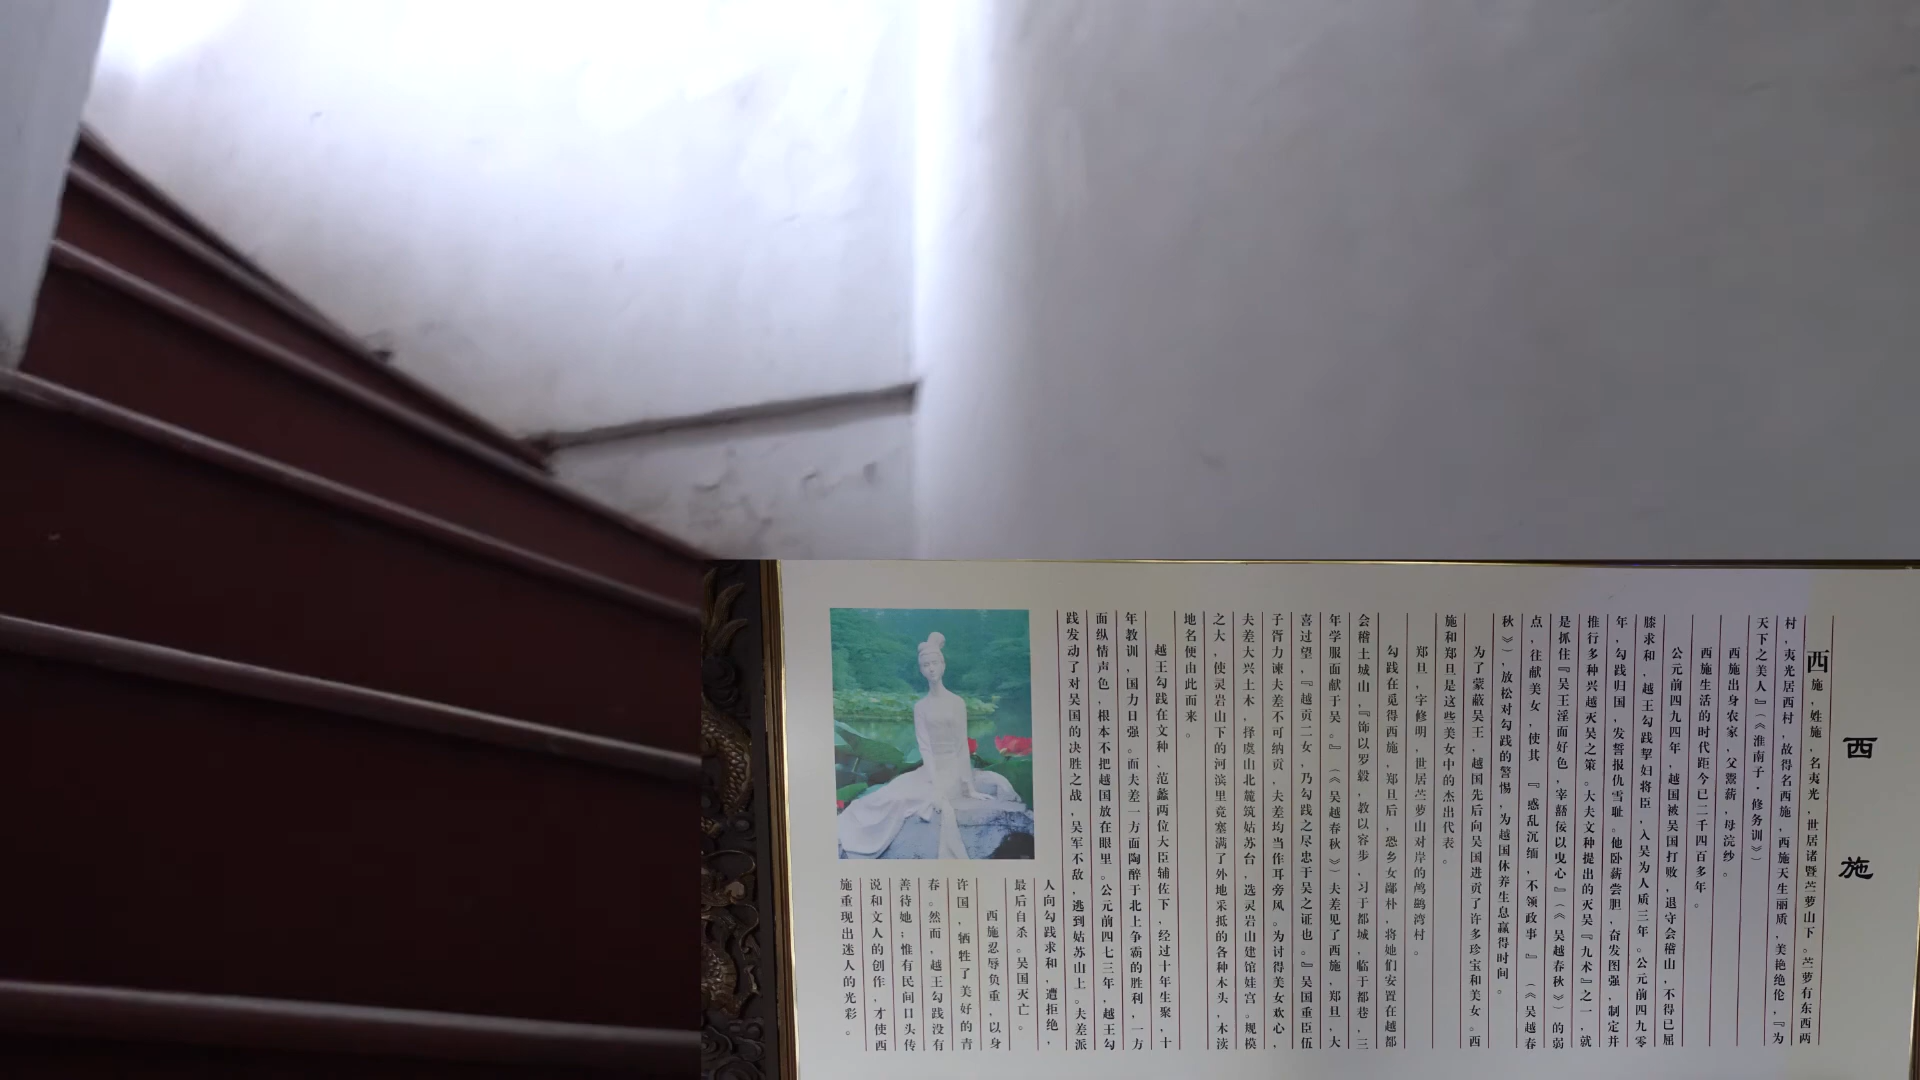 西施
西施，姓施，名夷光，世居诸暨苎萝山下。苎萝有东西两
村，夷光居西村，故得名西施，西施天生丽质，美艳绝伦，『为
天下之美人』（《淮南子·修务训》）
西施出身农家，父鬻薪，母浣纱。
西施生活的时代距今已二千四百多年。
公元前四九四年，越国被吴国打败，退守会稽山，不得已屈
膝求和，越王勾践挈妇将臣，入吴为人质三年。公元前四九零
年，勾践归国，发誓报仇雪耻。他卧薪尝胆，奋发图强，制定并
推行多种兴越灭吴之策。大夫文种提出的灭吴『九术』之一，就
是抓住『吴王淫而好色，宰嚭佞以曳心』（《吴越春秋》）的弱
点，往献美女，使其『惑乱沉缅，不领政事』（《吴越春
秋》），放松对勾践的警惕，为越国休养生息赢得时间。
为了蒙蔽吴王，越国先后向吴国进贡了许多珍宝和美女。西
施和郑旦是这些美女中的杰出代表。
郑旦，字修明，世居苎萝山对岸的鸬鹚湾村。
勾践在觅得西施，郑旦后，恐乡女鄙朴，将她们安置在越都
会稽土城山，『饰以罗毂，教以容步，习于都城，临于都巷，三
年学服而献于吴。』（《吴越春秋》）夫差见了西施，郑旦，大
喜过望，『越贡二女，乃勾践之尽忠于吴之证也。』吴国重臣伍
子胥力谏夫差不可纳贡，夫差均当作耳旁风。为讨得美女欢心，
夫差大兴土木，择虞山北麓筑姑苏台，选灵岩山建馆娃宫。规模
之大，使灵岩山下的河滨里竟塞满了外地采抵的各种木头，木渎
地名便由此而来。
越王勾践在文种、范蠡两位大臣辅佐下，经过十年生聚，十
年教训，国力日强。而夫差一方面陶醉于北上争霸的胜利，一方
面纵情声色，根本不把越国放在眼里。公元前四七三年，越王勾
践发动了对吴国的决胜之战，吴军不敌，逃到姑苏山上。夫差派
人向勾践求和，遭拒绝，
最后自杀。吴国灭亡。
西施忍辱负重，以身
许国，牺牲了美好的青
春。然而，越王勾践没有
善待她；惟有民间口头传
说和文人的创作，才使西
施重现出迷人的光彩。